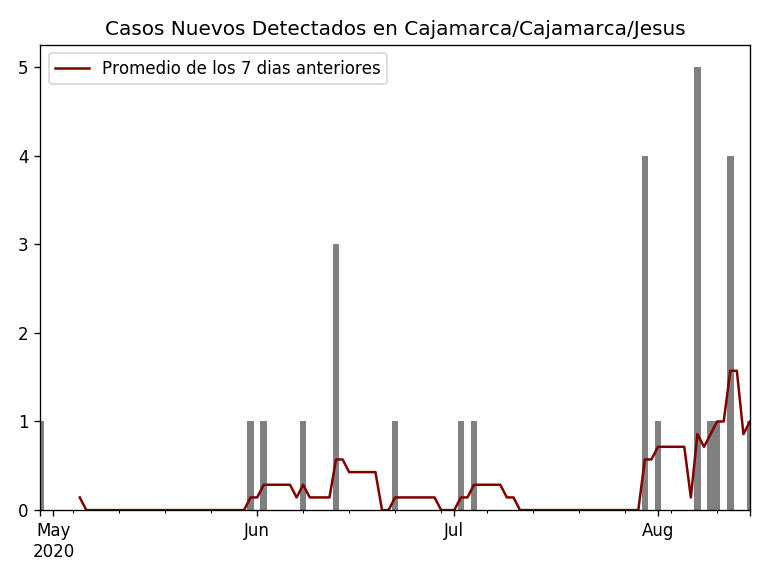 Casos Nuevos Detectados en Cajamarca/Cajamarca/Jesus
Promedio de los 7 dias anteriores
5
4
3
2
1
0
May Jun Jul Aug
2020